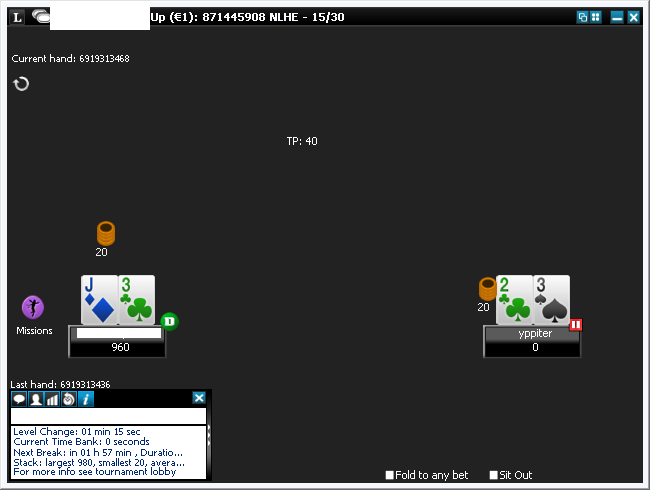 L Up (€1): 871445908 NLHE - 15/30
Current hand: 6919313468
TP: 40
20
J 3
2 3
20
D
Missions
960
yppiter
0
Last hand: 6919313436
i
Level Change: 01 min 15 sec
Current Time Bank: 0 seconds
Next Break: in 01 h 57 min , Duratio...
Stack: largest 980, smallest 20, avera...
For more info see tournament lobby
Fold to any bet
Sit Out